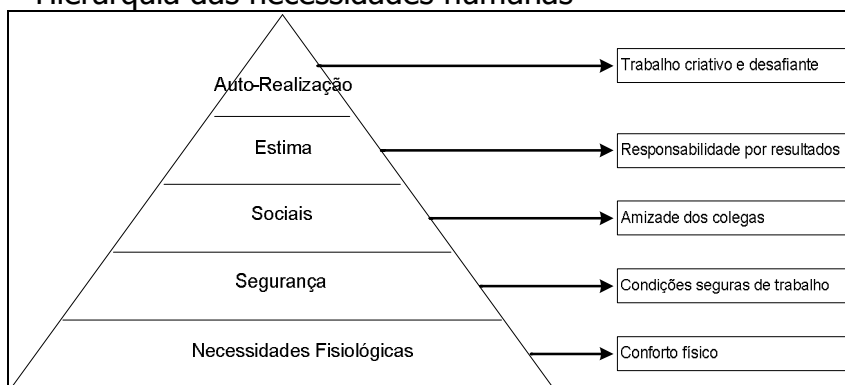 Hierarquia das necessidades humanas
Auto-Realização
Trabalho criativo e desafiante
Estima
Responsabilidade por resultados
Sociais
Amizade dos colegas
Segurança
Condições seguras de trabalho
Necessidades Fisiológicas
Conforto físico